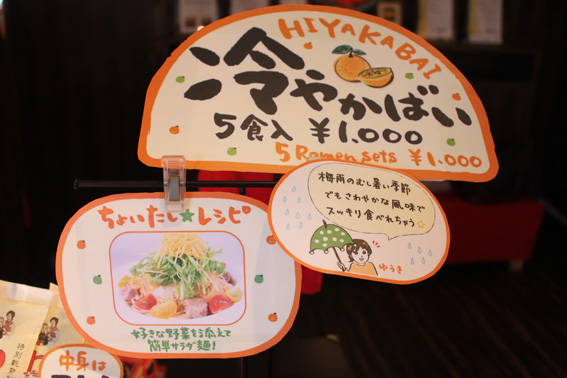 HIYAKABAI
冷やかばい
5食入 ¥1,000
5 Ramen sets ¥1,000
梅雨のむし暑い季節
でもさわやかな風味で
スッキリ食べれちゃう☆
ゆうき
ちょいたし★レシピ
好きな野菜を添えて
簡単サラダ麺!
中身は